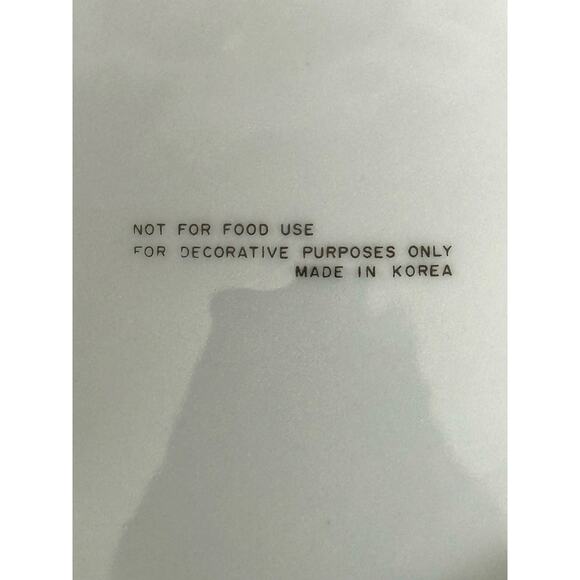 NOT FOR FOOD USE
FOR DECORATIVE PURPOSES ONLY
MADE IN KOREA